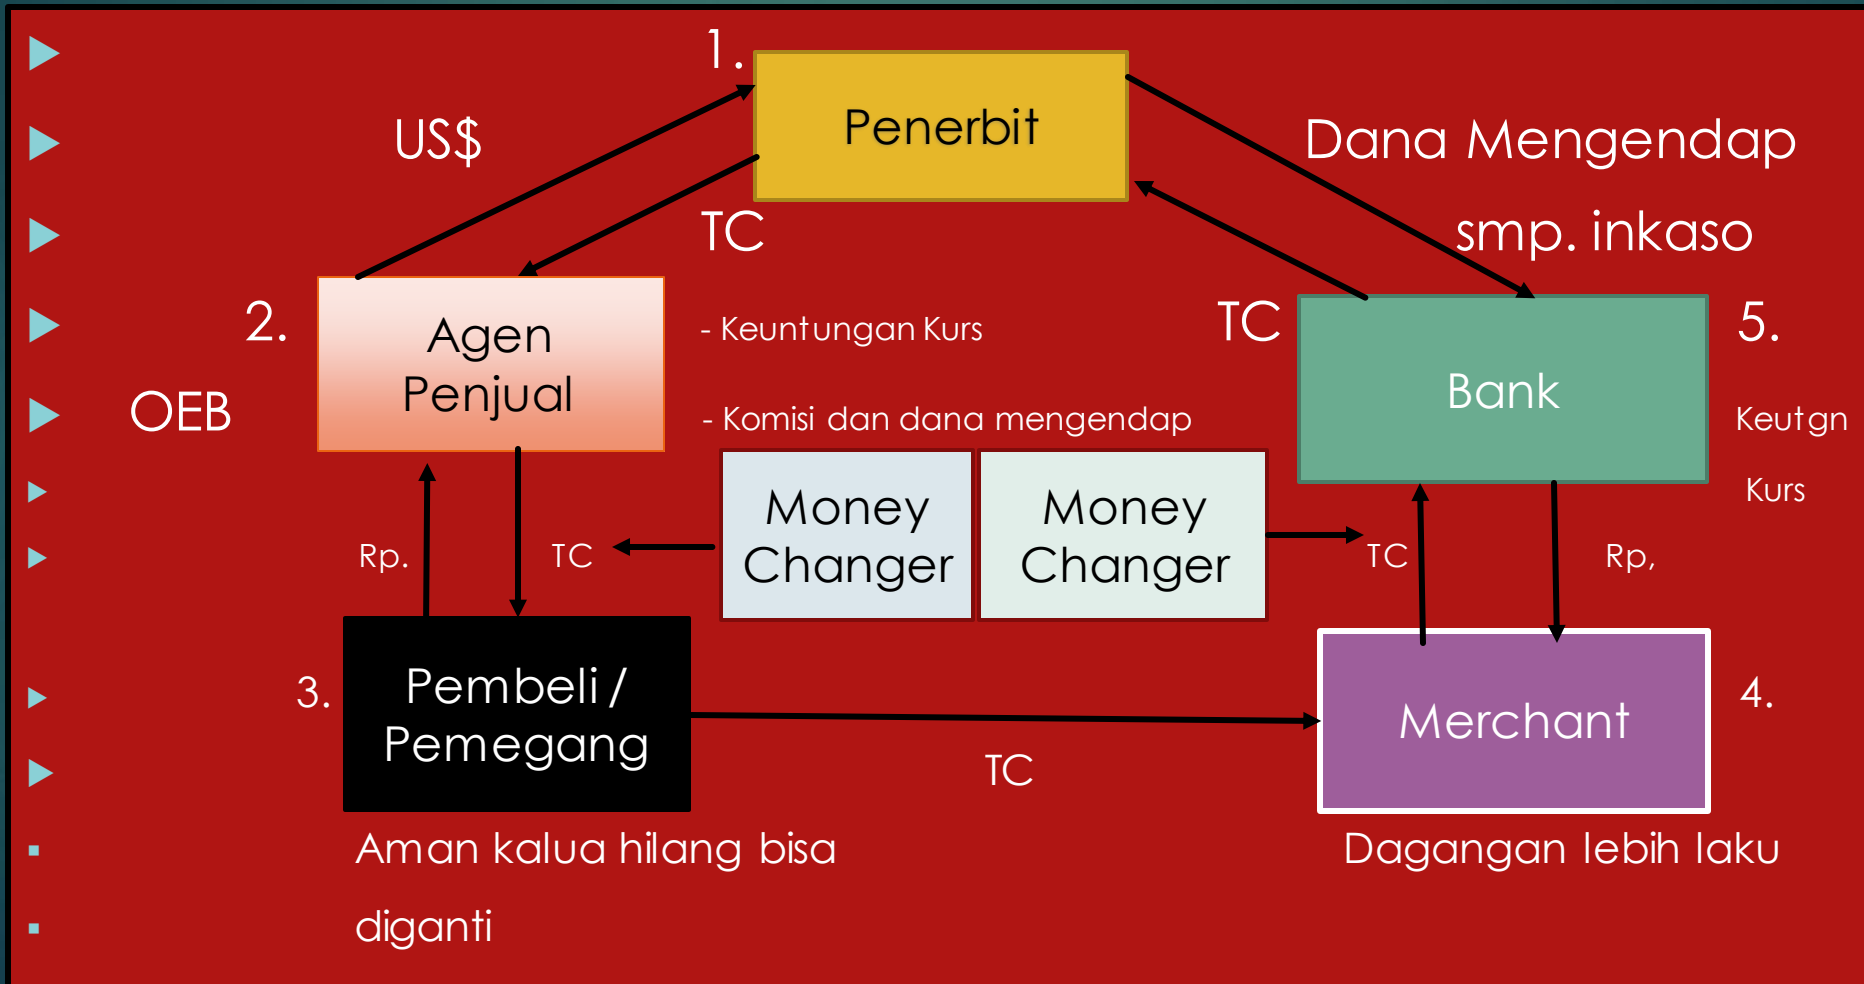 1.
Penerbit
US$
Dana Mengendap
TC
smp. inkaso
2.
Agen
Penjual
- Keuntungan Kurs
TC
Bank
5.
OEB
- Komisi dan dana mengendap
Keutgn
Kurs
Money
Changer
Money
Changer
Rp.
TC
TC
Rp,
3.
Pembeli /
Pemegang
Merchant
4.
TC
Aman kalua hilang bisa
diganti
Dagangan lebih laku